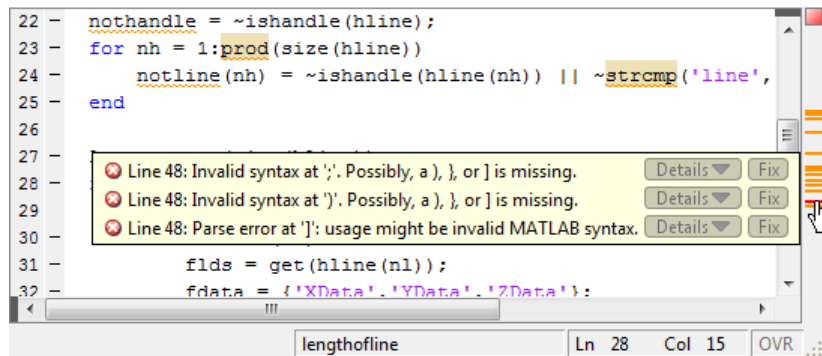 22 – nothandle = ~ishandle(hline);
23 – for nh = 1:prod(size(hline))
24 – notline(nh) = ~ishandle(hline(nh)) || ~strcmp('line',
25 – end
26
27 –
Line 48: Invalid syntax at ';'. Possibly, a ), }, or ] is missing. Details Fix
28 –
Line 48: Invalid syntax at ')'. Possibly, a ), }, or ] is missing. Details Fix
29
Line 48: Parse error at ']': usage might be invalid MATLAB syntax. Details Fix
30 –
31 – flds = get(hline(nl));
32 – fdata = {'XData','YData','ZData'};
lengthofline Ln 28 Col 15 OVR